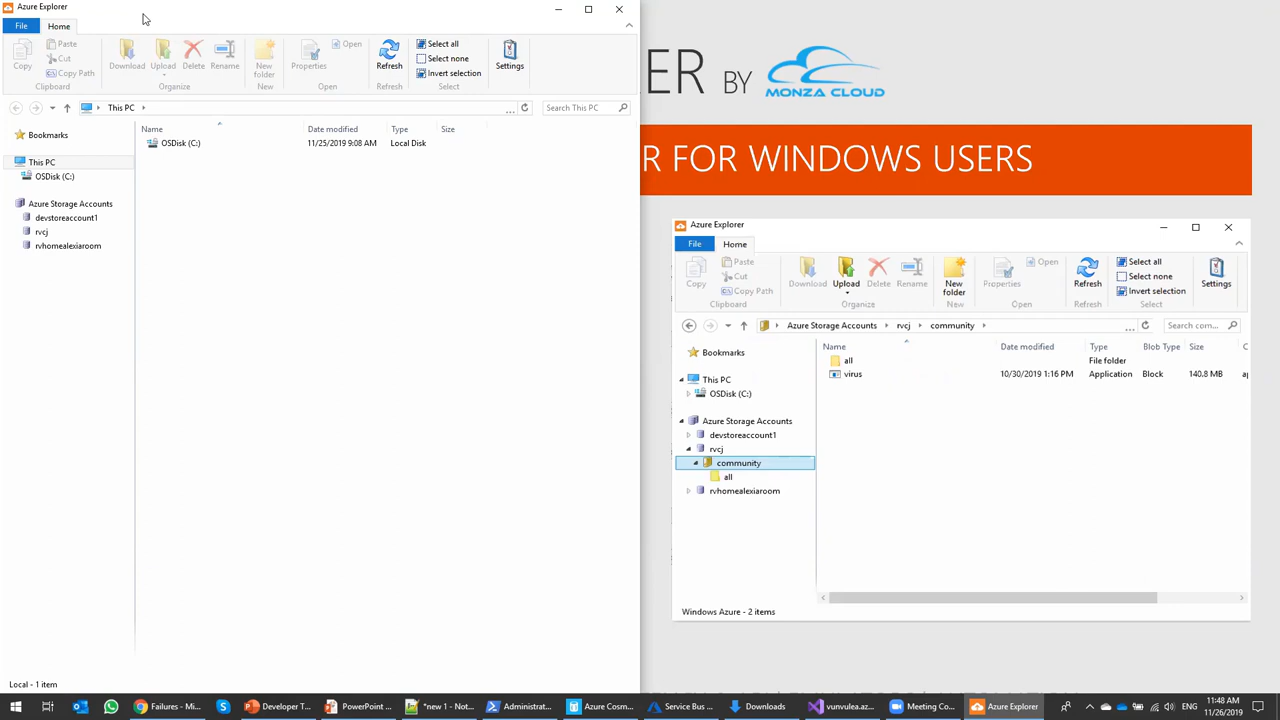 Azure Explorer
File Home
Copy
Paste
Cut
Copy Path
Clipboard
Download Upload Delete Rename
Organize
New folder
New
Properties
Open
Open
Refresh
Refresh
Select all
Select none
Invert selection
Select
Settings
This PC
...
Search This PC
Bookmarks
This PC
OSDisk (C:)
Azure Storage Accounts
devstoreaccount1
rvcj
rvhomealexiaroom
Name Date modified Type Size
OSDisk (C:) 11/25/2019 9:08 AM Local Disk
Local - 1 item
ER BY MONZA CLOUD
R FOR WINDOWS USERS
Azure Explorer
File Home
Copy
Paste
Cut
Copy Path
Clipboard
Download Upload Delete Rename
Organize
New folder
New
Properties
Open
Open
Refresh
Refresh
Select all
Select none
Invert selection
Select
Settings
Azure Storage Accounts rvcj community
...
Search com...
Bookmarks
This PC
OSDisk (C:)
Azure Storage Accounts
devstoreaccount1
rvcj
community
all
rvhomealexiaroom
Name Date modified Type Blob Type Size C
all File folder
virus 10/30/2019 1:16 PM Application Block 140,8 MB a
Windows Azure - 2 items
Failures - Mi... Developer T... PowerPoint ... *new 1 - Not... Administrat... Azure Cosm... Service Bus ... Downloads vunvulea.az... Meeting Co... Azure Explorer
11:48 AM
11/26/2019